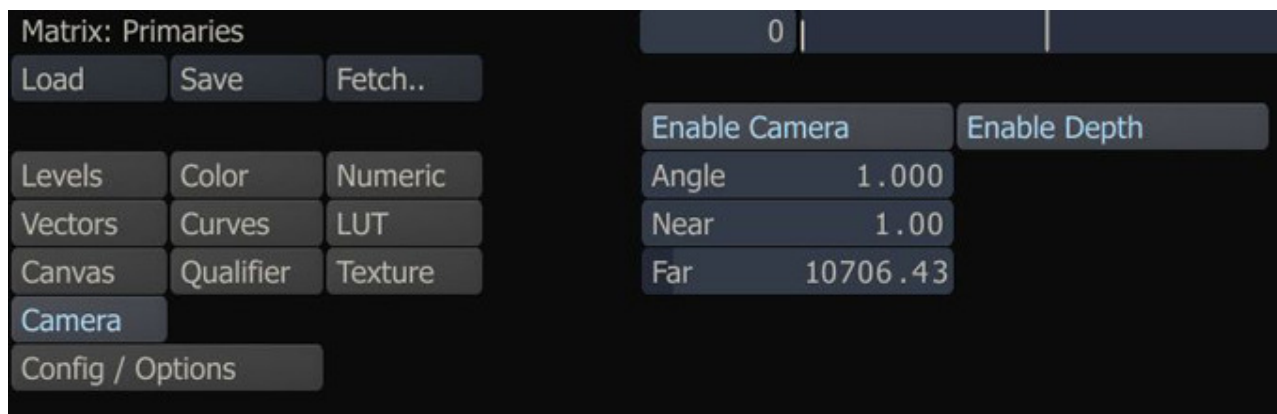 Matrix: Primaries
0
Load Save Fetch..
Enable Camera Enable Depth
Levels Color Numeric
Angle 1.000
Vectors Curves LUT
Near 1.00
Canvas Qualifier Texture
Far 10706.43
Camera
Config / Options